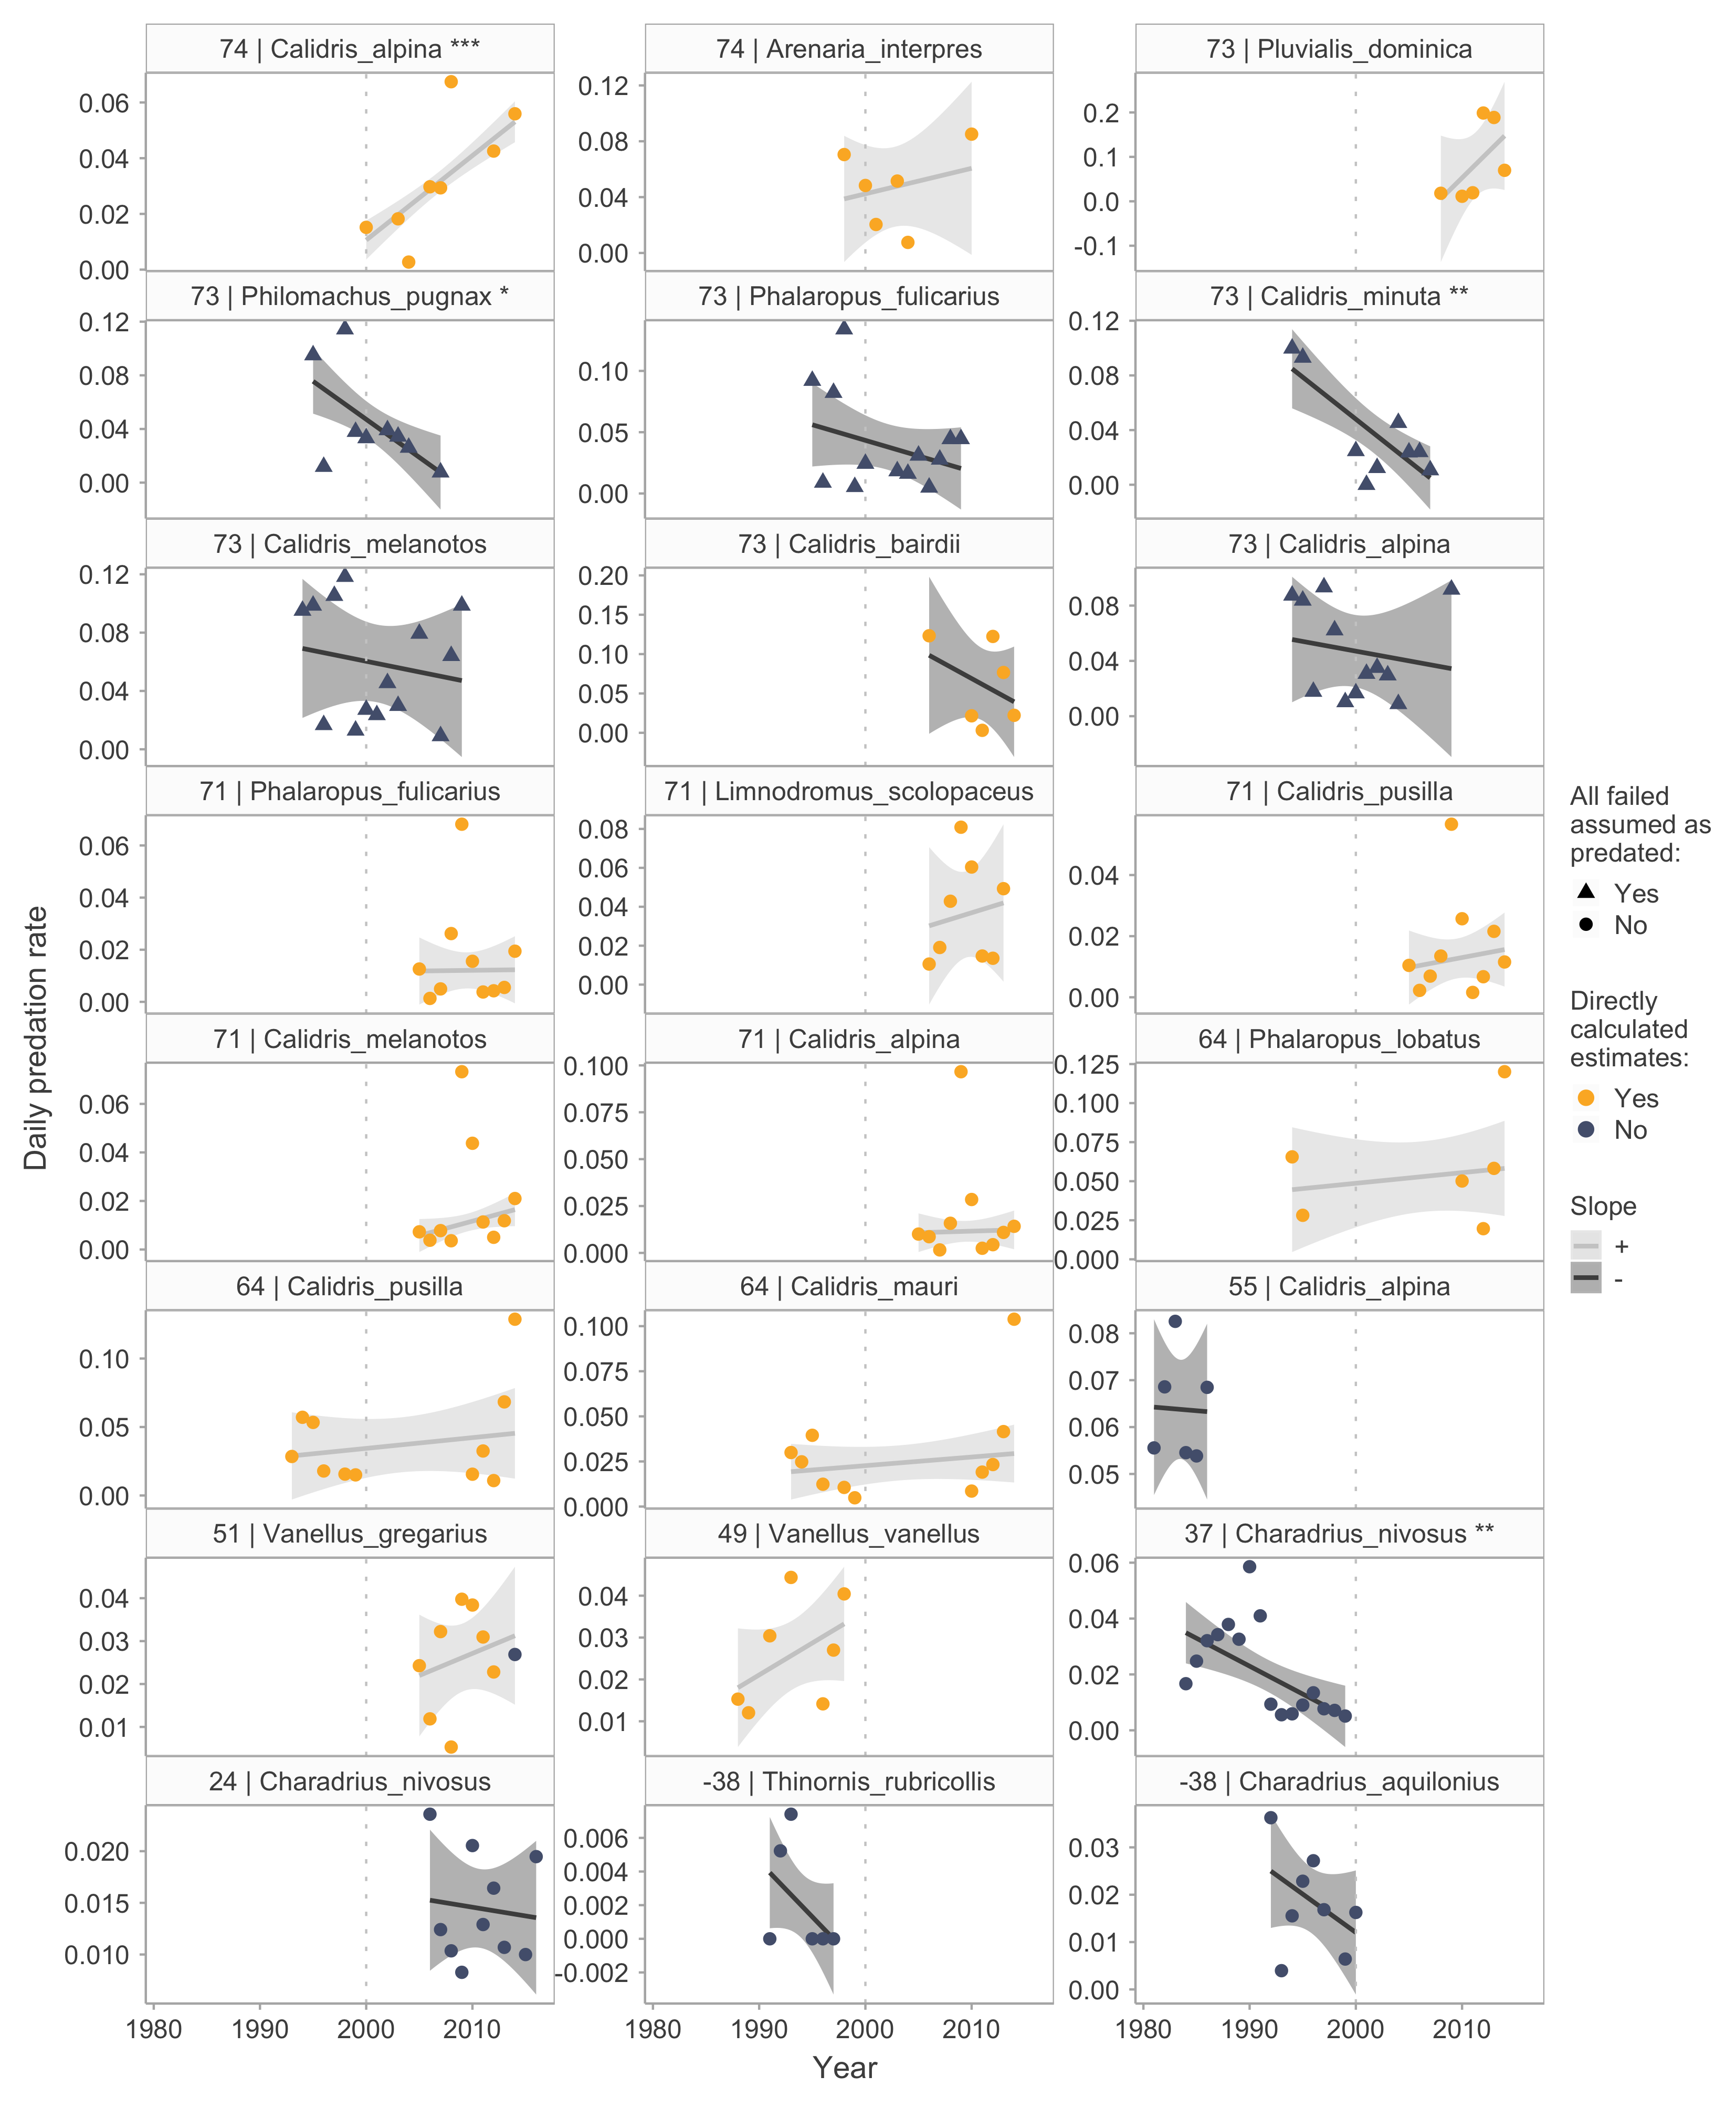 74 | Calidris_alpina ***
74 | Arenaria_interpres
73 | Pluvialis_dominica
0.06
0.04
0.02
0.00
0.12
0.08
0.04
0.00
0.2
0.1
0.0
-0.1
73 | Philomachus_pugnax *
73 | Phalaropus_fulicarius
73 | Calidris_minuta **
0.12
0.08
0.04
0.00
0.10
0.05
0.00
0.12
0.08
0.04
0.00
73 | Calidris_melanotos
73 | Calidris_bairdii
73 | Calidris_alpina
0.12
0.08
0.04
0.00
0.20
0.15
0.10
0.05
0.00
0.08
0.04
0.00
71 | Phalaropus_fulicarius
71 | Limnodromus_scolopaceus
71 | Calidris_pusilla
0.06
0.04
0.02
0.00
0.08
0.06
0.04
0.02
0.00
0.04
0.02
0.00
71 | Calidris_melanotos
71 | Calidris_alpina
64 | Phalaropus_lobatus
0.06
0.04
0.02
0.00
0.100
0.075
0.050
0.025
0.000
0.125
0.100
0.075
0.050
0.025
0.000
64 | Calidris_pusilla
64 | Calidris_mauri
55 | Calidris_alpina
0.10
0.05
0.00
0.100
0.075
0.050
0.025
0.000
0.08
0.07
0.06
0.05
51 | Vanellus_gregarius
49 | Vanellus_vanellus
37 | Charadrius_nivosus **
0.04
0.03
0.02
0.01
0.04
0.03
0.02
0.01
0.06
0.04
0.02
0.00
24 | Charadrius_nivosus
-38 | Thinornis_rubricollis
-38 | Charadrius_aquilonius
0.020
0.015
0.010
0.006
0.004
0.002
0.000
-0.002
0.03
0.02
0.01
0.00
1980 1990 2000 2010
1980 1990 2000 2010
1980 1990 2000 2010
Year
Daily predation rate
All failed
assumed as
predated:
Yes
No
Directly
calculated
estimates:
Yes
No
Slope
+
-